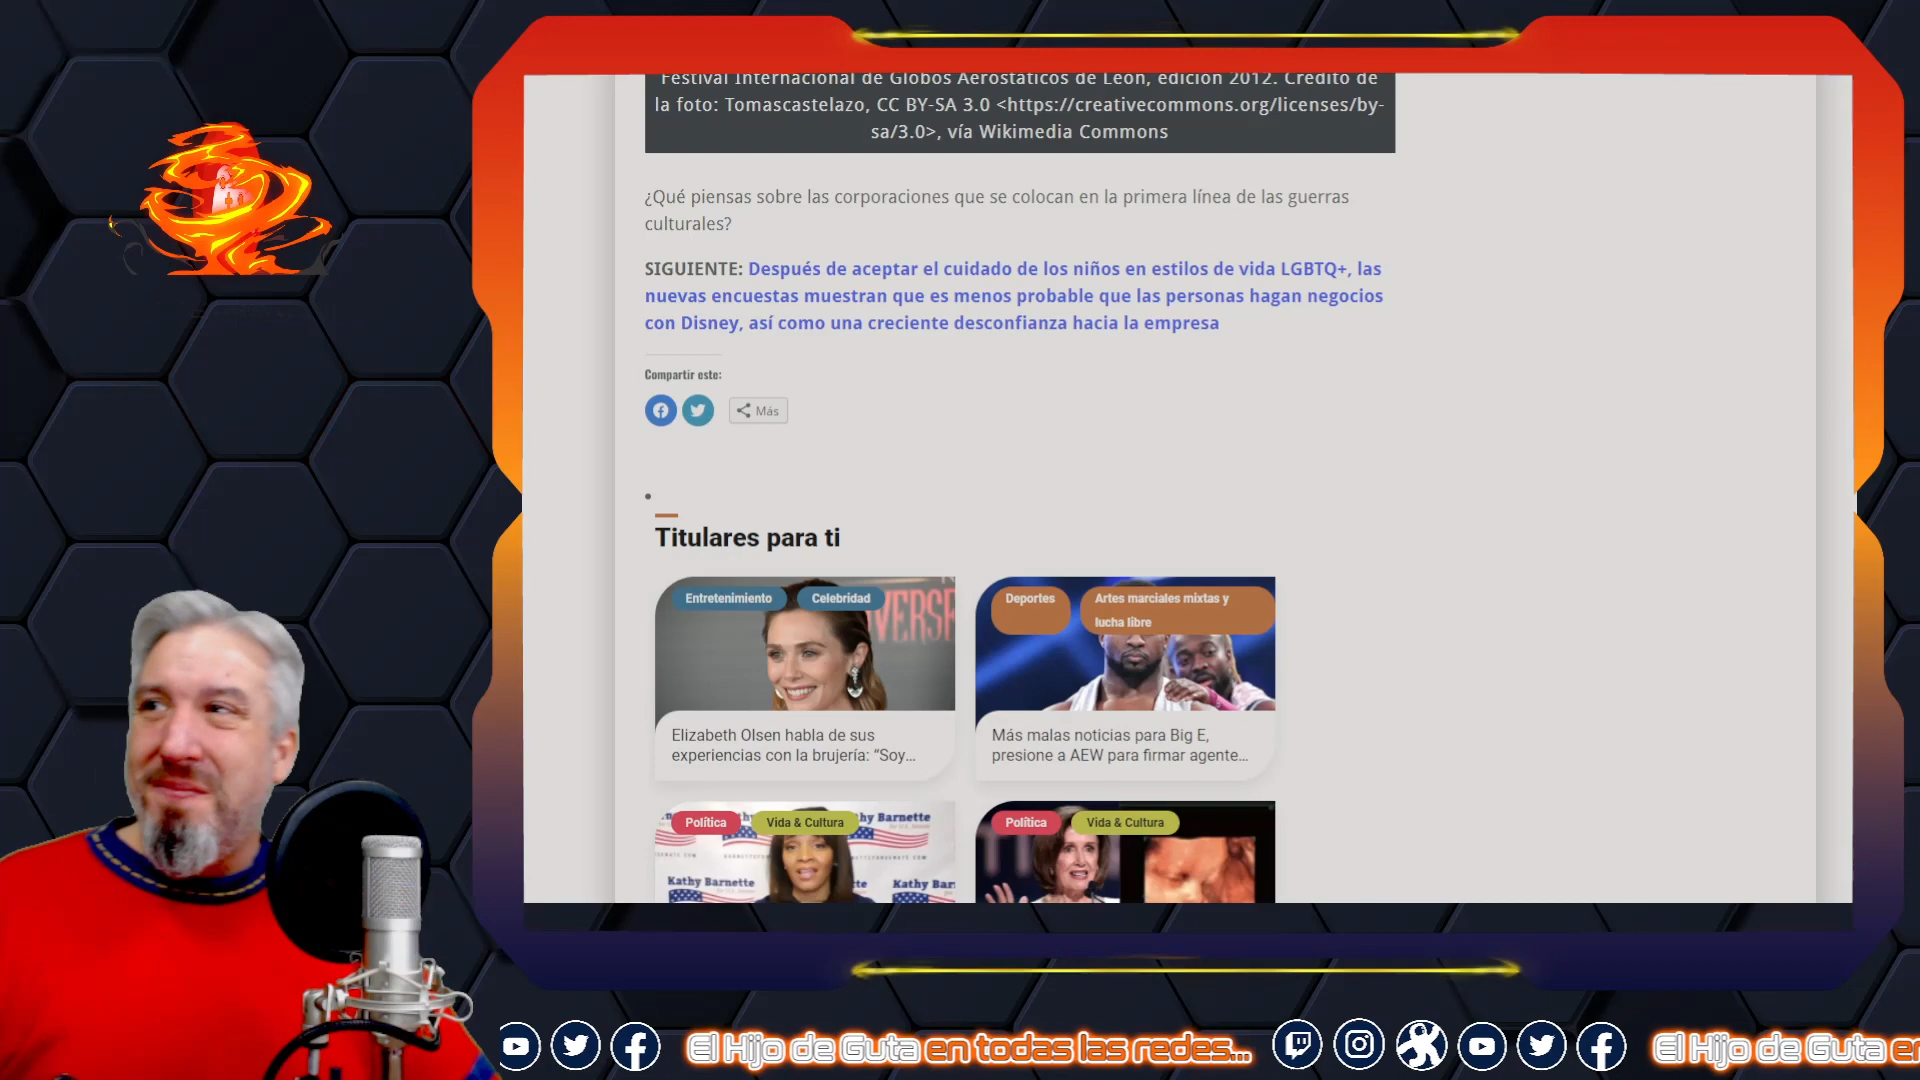 Festival Internacional de Globos Aerostáticos de León, edición 2012. Crédito de
la foto: Tomascastelazo, CC BY-SA 3.0 <https://creativecommons.org/licenses/by-
sa/3.0>, vía Wikimedia Commons
¿Qué piensas sobre las corporaciones que se colocan en la primera línea de las guerras
culturales?
SIGUIENTE: Después de aceptar el cuidado de los niños en estilos de vida LGBTQ+, las
nuevas encuestas muestran que es menos probable que las personas hagan negocios
con Disney, así como una creciente desconfianza hacia la empresa
Compartir este:
Más
Titulares para ti
Entretenimiento
Celebridad
VERSE
Elizabeth Olsen habla de sus
experiencias con la brujería: “Soy...
Deportes
Artes marciales mixtas y
lucha libre
Más malas noticias para Big E,
presione a AEW para firmar agente...
Política
Vida & Cultura
hy Barnette
Kathy Barnette
Kathy Bar
Política
Vida & Cultura
El Hijo de Guta en todas las redes...
El Hijo de Guta en